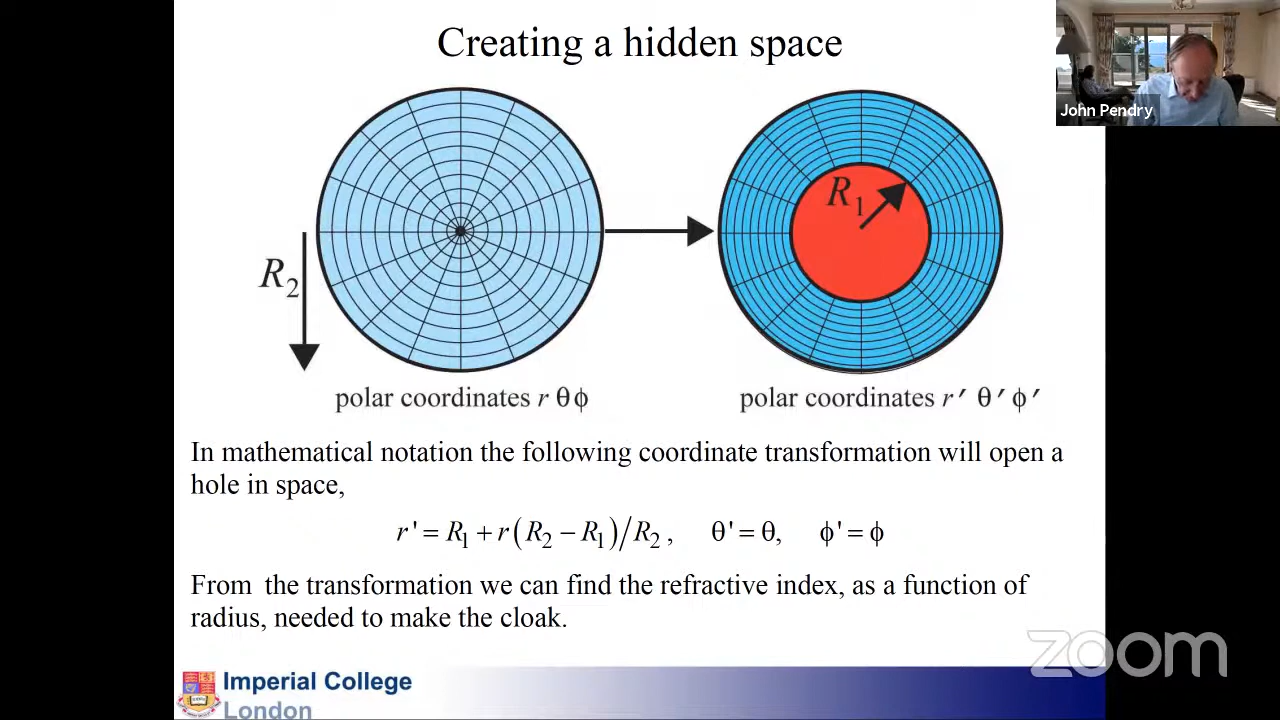 Creating a hidden space
John Pendry
R₂
R₁
polar coordinates r θ ϕ
polar coordinates r′ θ′ ϕ′
In mathematical notation the following coordinate transformation will open a
hole in space,
r' = R₁ + r(R₂ − R₁)/R₂, θ' = θ, ϕ' = ϕ
From the transformation we can find the refractive index, as a function of
radius, needed to make the cloak.
zoom
Imperial College
London